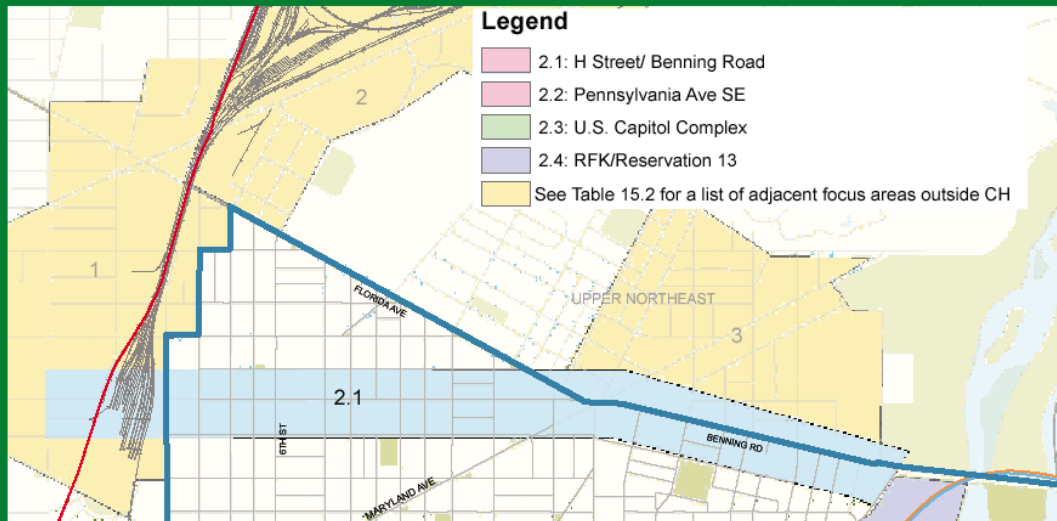 Legend
2.1: H Street/ Benning Road
2.2: Pennsylvania Ave SE
2.3: U.S. Capitol Complex
2.4: RFK/Reservation 13
See Table 15.2 for a list of adjacent focus areas outside CH
2
1
FLORIDA AVE
UPPER NORTHEAST
3
2.1
6TH ST
BENNING RD
MARYLAND AVE